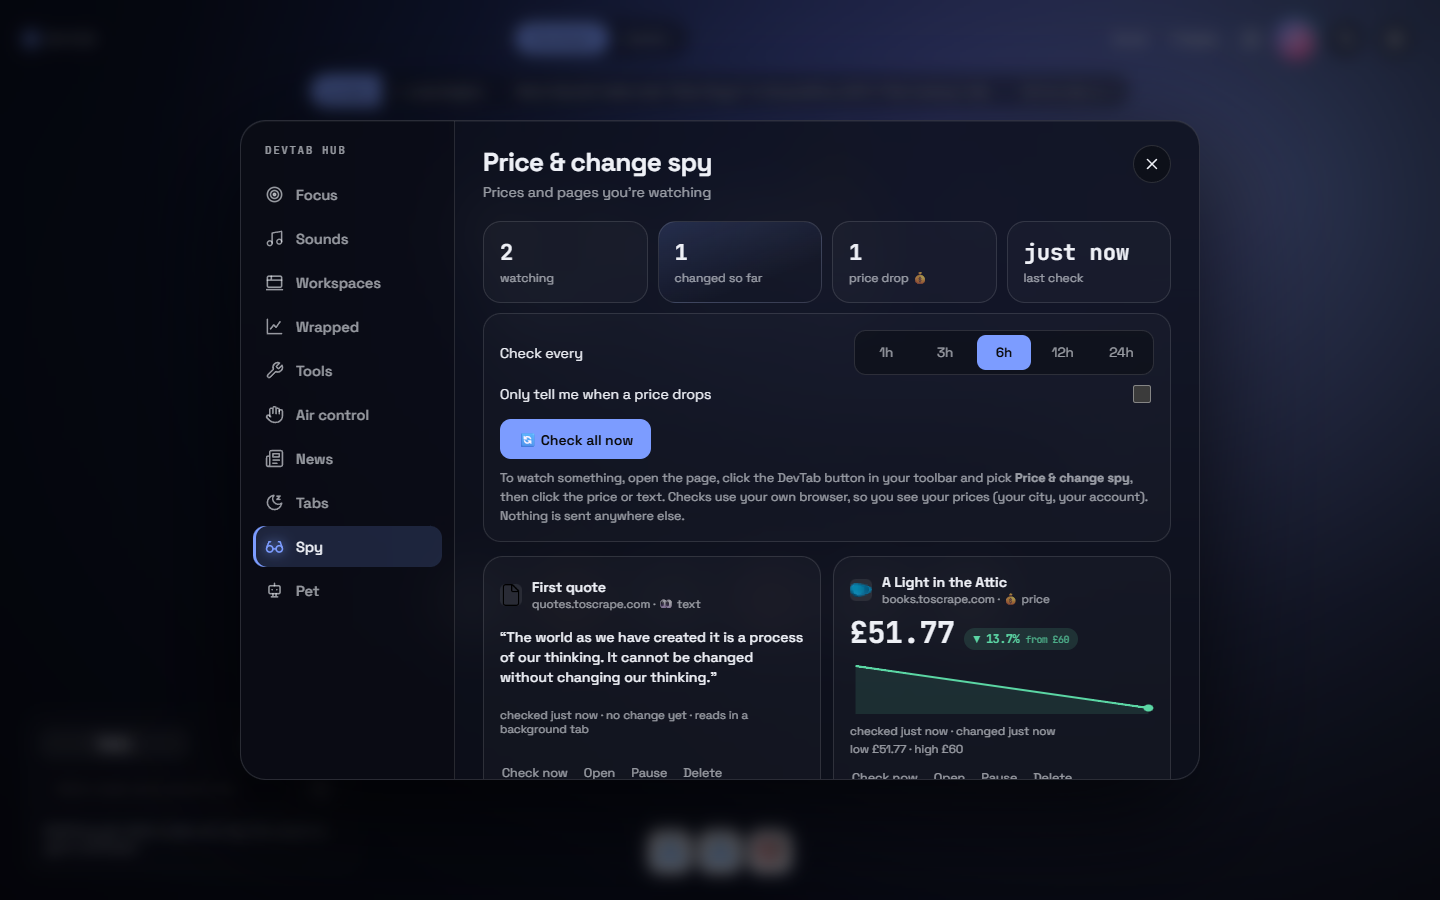 DEVTAB HUB
Focus
Sounds
Workspaces
Wrapped
Tools
Air control
News
Tabs
Spy
Pet
Price & change spy
Prices and pages you're watching
2
watching
1
changed so far
1
price drop 💰
just now
last check
Check every
1h 3h 6h 12h 24h
Only tell me when a price drops
🔄 Check all now
To watch something, open the page, click the DevTab button in your toolbar and pick Price & change spy,
then click the price or text. Checks use your own browser, so you see your prices (your city, your account).
Nothing is sent anywhere else.
First quote
quotes.toscrape.com · 👀 text
“The world as we have created it is a process
of our thinking. It cannot be changed
without changing our thinking.”
checked just now · no change yet · reads in a
background tab
Check now Open Pause Delete
A Light in the Attic
books.toscrape.com · 💰 price
£51.77 ▼ 13.7% from £60
checked just now · changed just now
low £51.77 · high £60
Check now Open Pause Delete